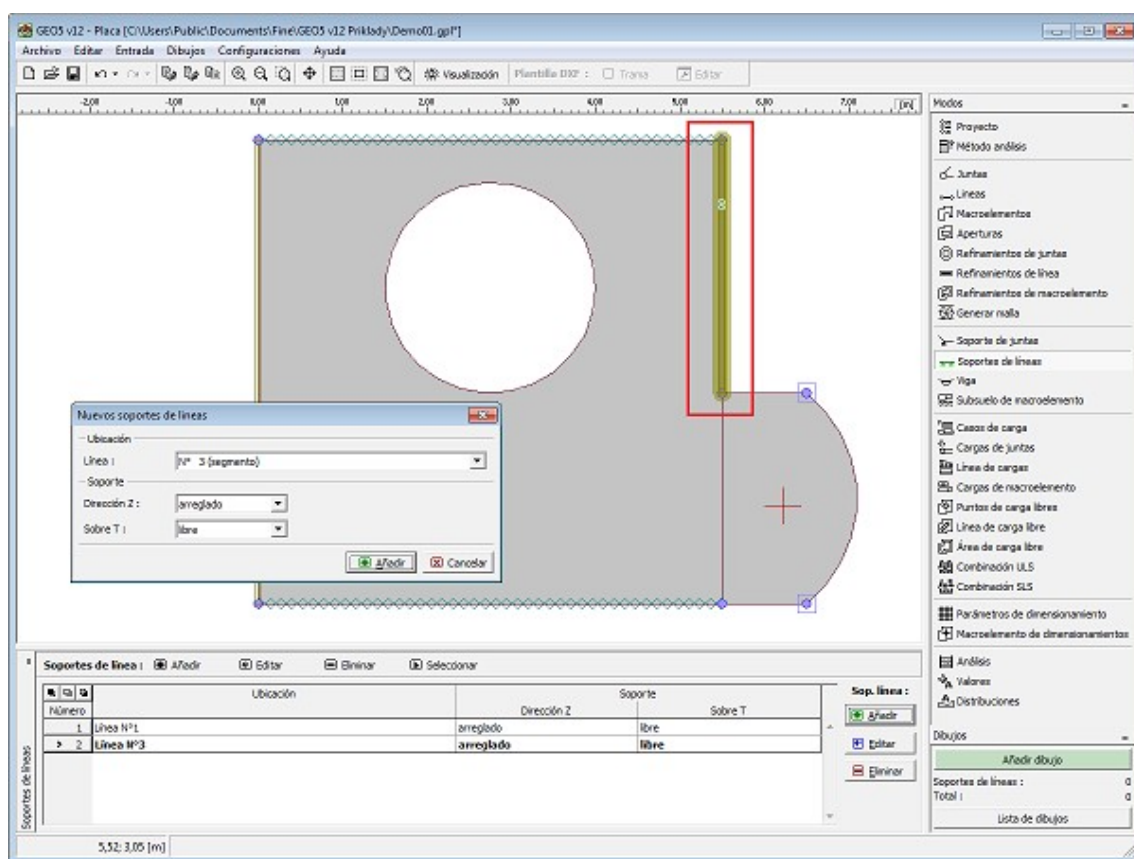 GEO5 v12 - Placa [C:\Users\Public\Documents\Fine\GEO5 v12 Priklady\Demo01.gpl*]
Archivo Editar Entrada Dibujos Configuraciones Ayuda
Visualización Plantilla DXF : Trama Editar
-2,00 -1,00 0,00 1,00 2,00 3,00 4,00 5,00 6,00 7,00 [m]
Modos
Proyecto
Método análisis
Juntas
Líneas
Macroelementos
Aperturas
Refinamientos de juntas
Refinamientos de línea
Refinamientos de macroelemento
Generar malla
Soporte de juntas
Soportes de líneas
Viga
Subsuelo de macroelemento
Casos de carga
Cargas de juntas
Línea de cargas
Cargas de macroelemento
Puntos de carga libres
Línea de carga libre
Área de carga libre
Combinación ULS
Combinación SLS
Parámetros de dimensionamiento
Macroelemento de dimensionamientos
Análisis
Valores
Distribuciones
Nuevos soportes de líneas
Ubicación
Línea : Nº 3 (segmento)
Soporte
Dirección Z : arreglado
Sobre T : libre
Añadir Cancelar
Soportes de línea : Añadir Editar Eliminar Seleccionar
Ubicación Soporte
Número Dirección Z Sobre T
1 Línea Nº1 arreglado libre
> 2 Línea Nº3 arreglado libre
Sop. línea :
Añadir
Editar
Eliminar
Soportes de líneas
Dibujos
Añadir dibujo
Soportes de líneas : 0
Total : 0
Lista de dibujos
5,52; 3,05 [m]